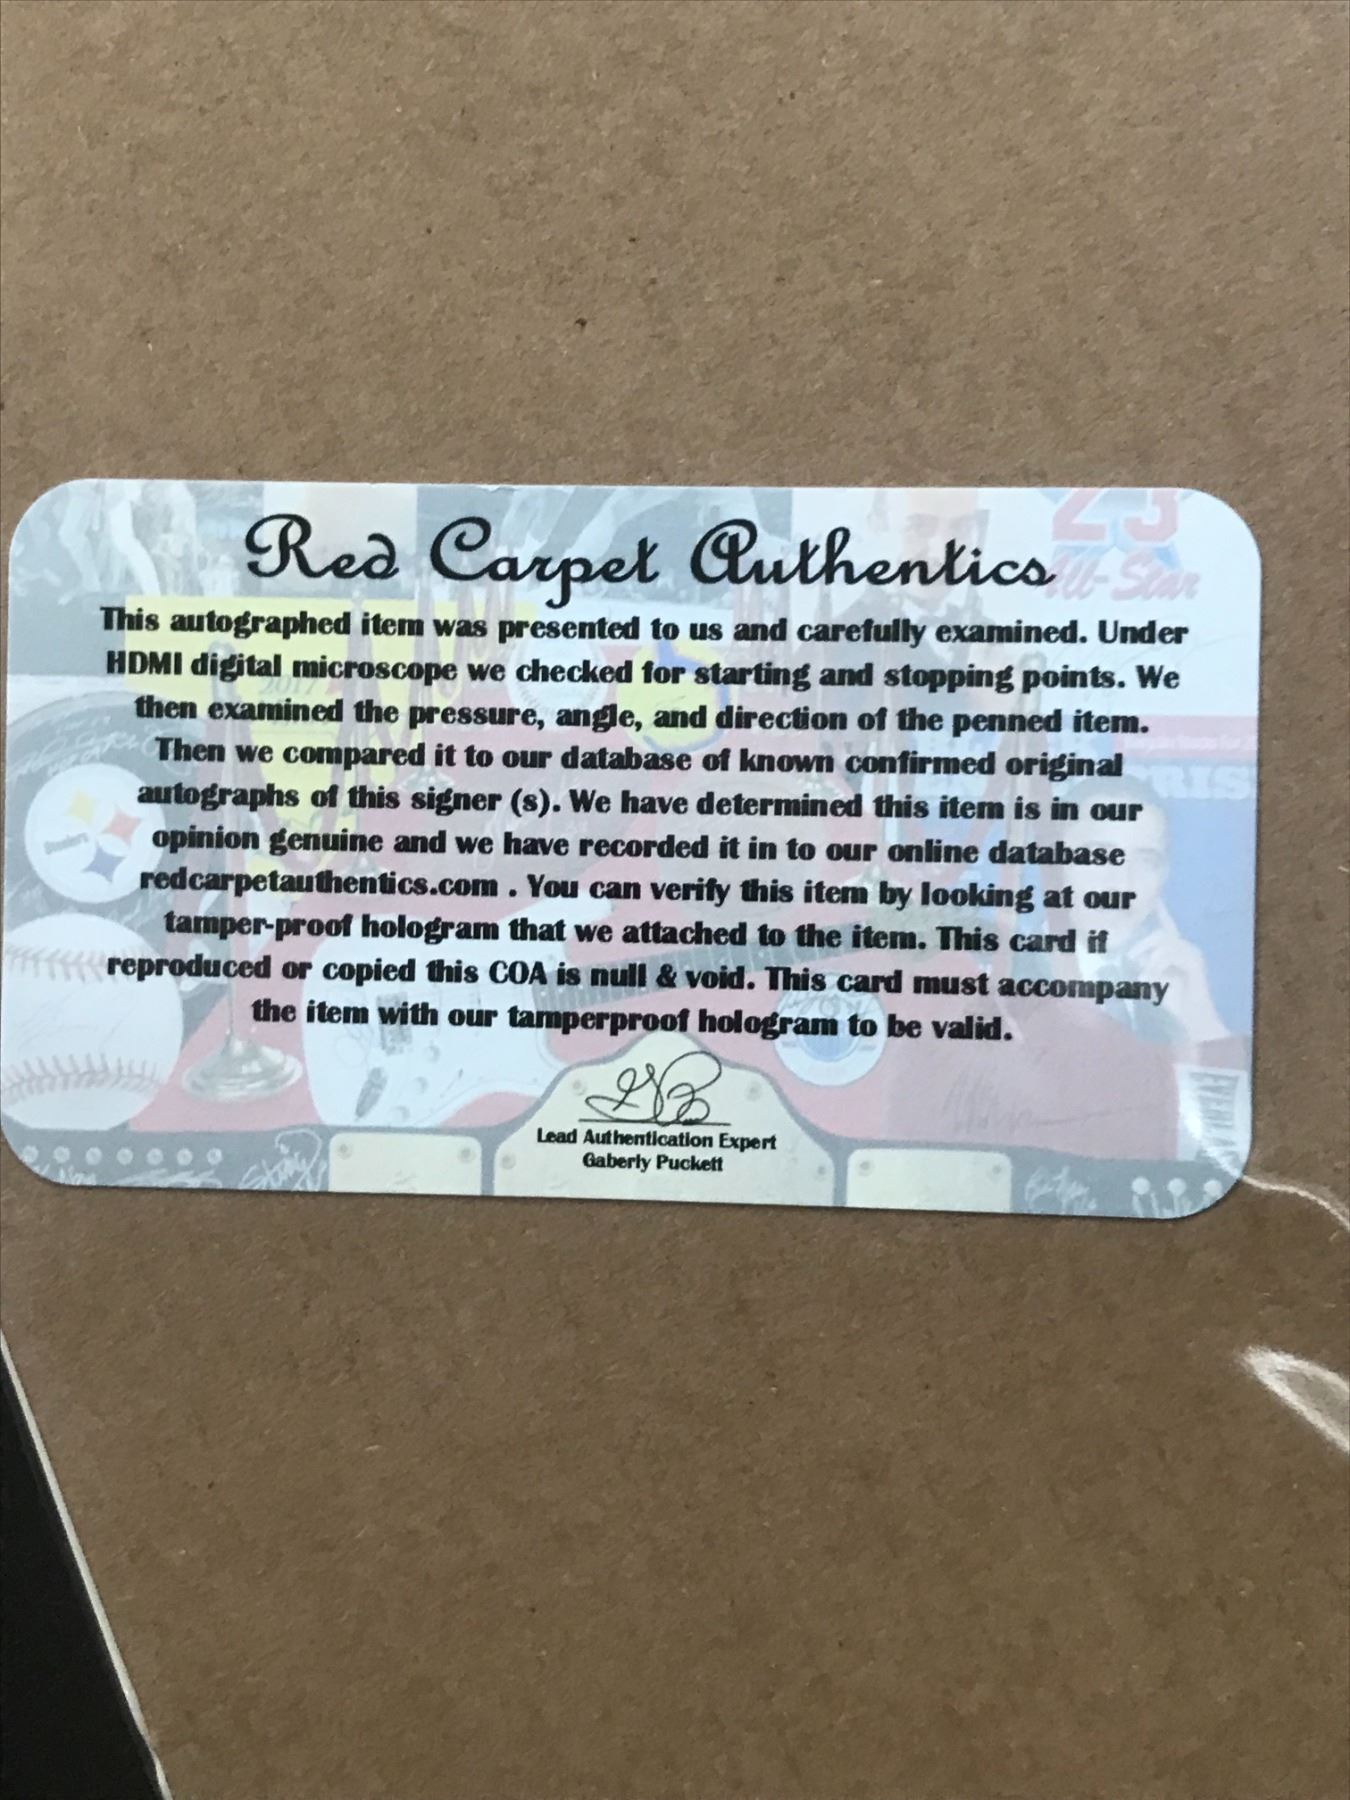 Red Carpet Authentics
This autographed item was presented to us and carefully examined. Under
HDMI digital microscope we checked for starting and stopping points. We
then examined the pressure, angle, and direction of the penned item.
Then we compared it to our database of known confirmed original
autographs of this signer (s). We have determined this item is in our
opinion genuine and we have recorded it in to our online database
redcarpetauthentics.com . You can verify this item by looking at our
tamper-proof hologram that we attached to the item. This card if
reproduced or copied this COA is null & void. This card must accompany
the item with our tamperproof hologram to be valid.
Lead Authentication Expert
Gaberly Puckett
23
All-Star
Steelers
2017